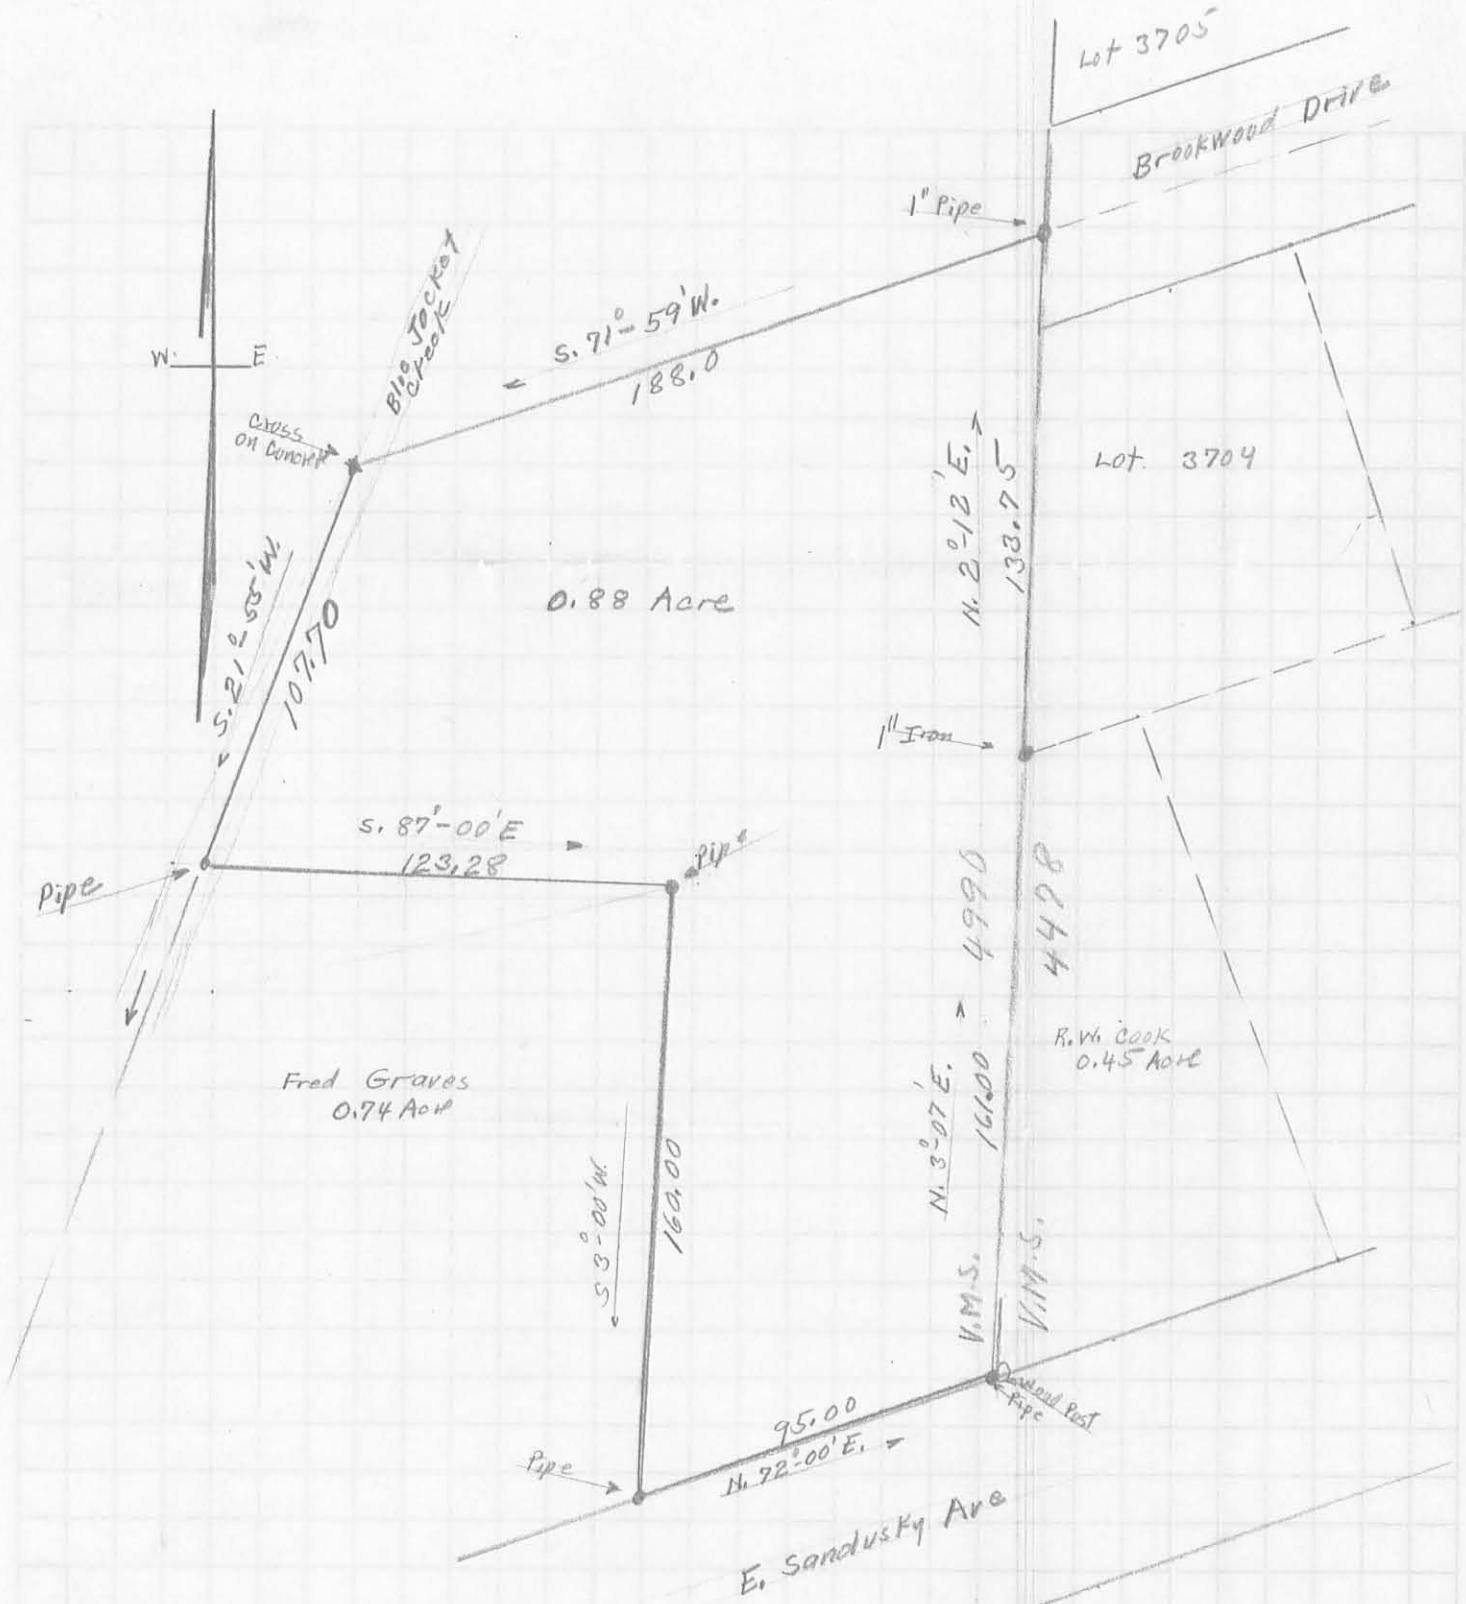 Lot 3705
Brookwood Drive
1" Pipe
Blue Jocket
Creek
S. 71°-59'W.
188.0
W. E.
Cross
on Concrete
N. 2°-12'E.
133.75
Lot. 3704
0.88 Acre
S. 21°-55'W.
107.70
1" Iron
S. 87'-00'E
123.28
Pipe
Pipe
4990
4498
N. 3°-07'E.
161.00
R.W. Cook
0.45 Acre
Fred Graves
0.74 Acre
S 3°-00'W.
160.00
V.M.S.
V.M.S.
Wood Post
Pipe
95.00
N. 72°-00'E.
Pipe
E. Sandusky Ave